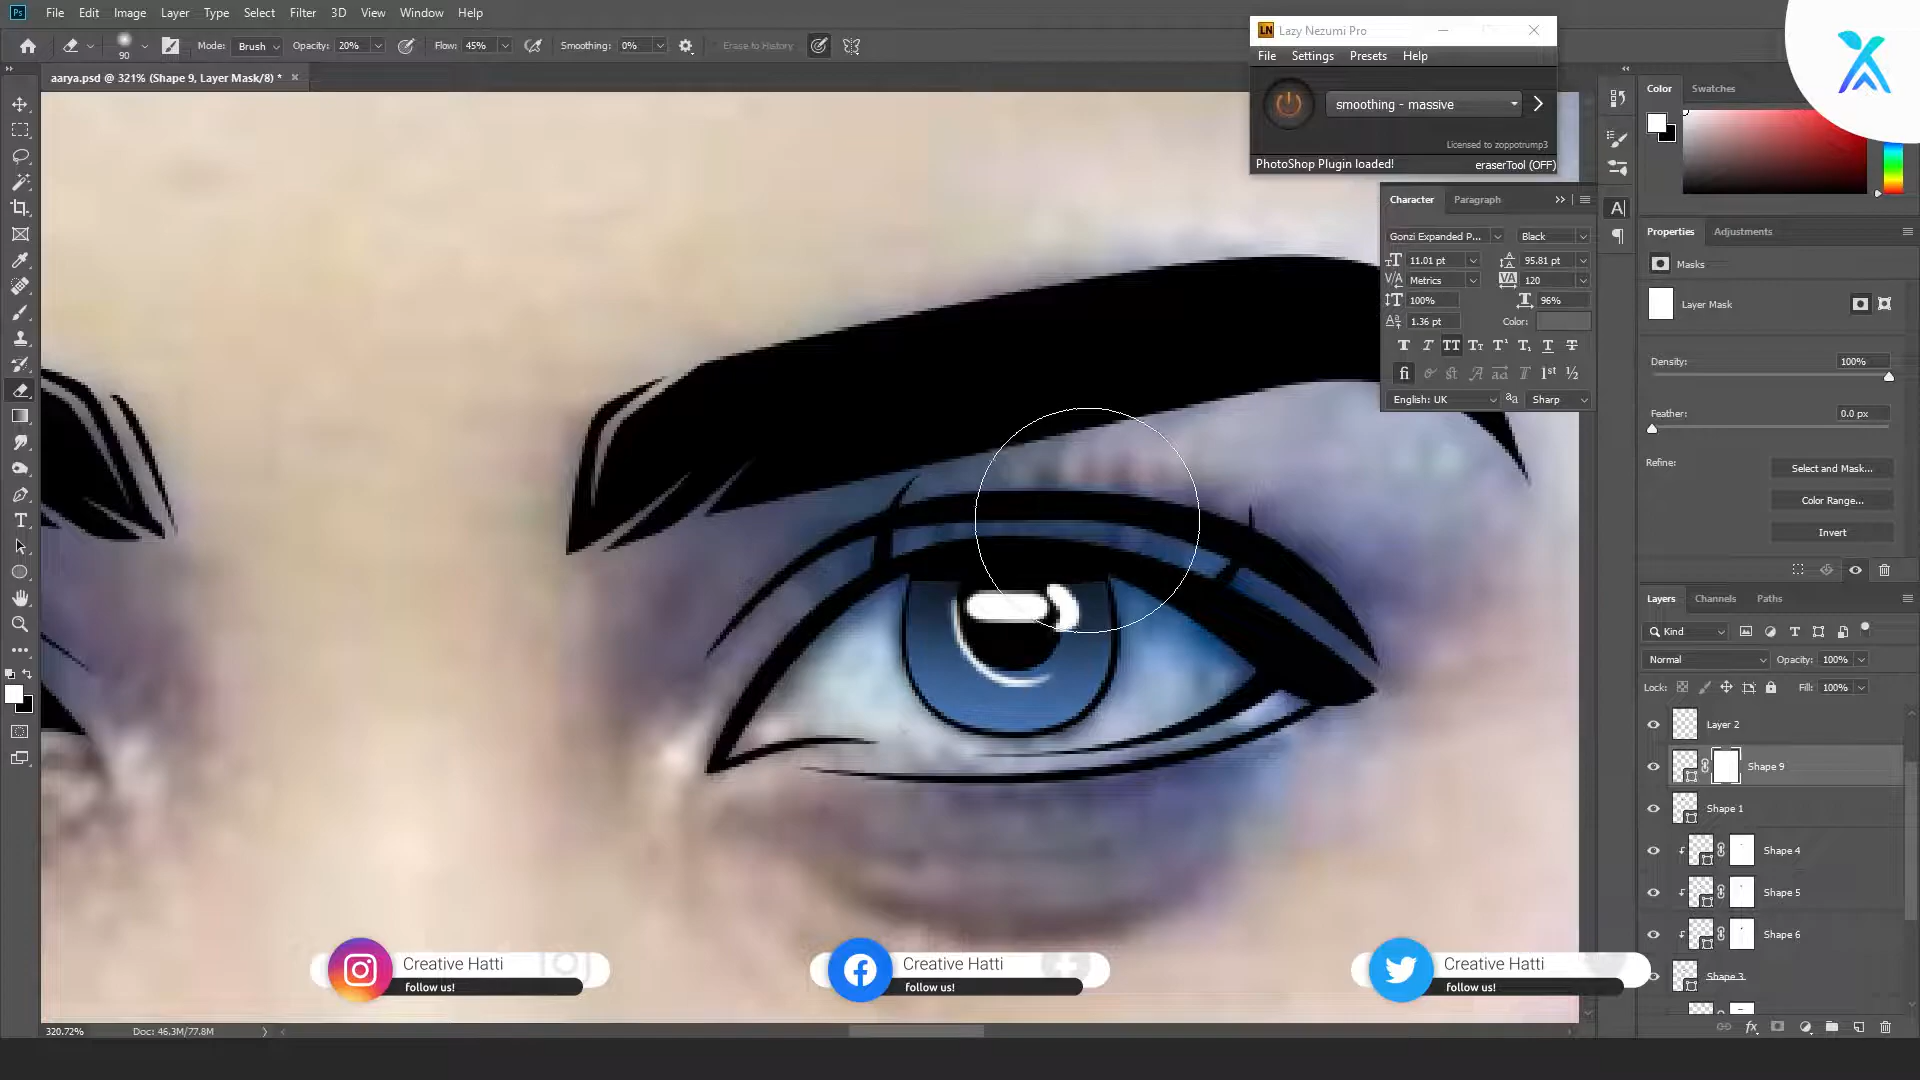 Ps File Edit Image Layer Type Select Filter 3D View Window Help
90 Mode: Brush Opacity: 20% Flow: 45% Smoothing: 0% Erase to History
aarya.psd @ 321% (Shape 9, Layer Mask/8) *
LN Lazy Nezumi Pro
File Settings Presets Help
smoothing - massive
Licensed to zoppotrump3
PhotoShop Plugin loaded! eraserTool (OFF)
Character Paragraph
Gonzi Expanded P... Black
11.01 pt 95.81 pt
Metrics 120
100% 96%
1.36 pt Color:
English: UK Sharp
Color Swatches
Properties Adjustments
Masks
Layer Mask
Density: 100%
Feather: 0.0 px
Refine: Select and Mask...
Color Range...
Invert
Layers Channels Paths
Kind
Normal Opacity: 100%
Lock: Fill: 100%
Layer 2
Shape 9
Shape 1
Shape 4
Shape 5
Shape 6
Shape 3
Creative Hatti
follow us!
Creative Hatti
follow us!
Creative Hatti
follow us!
320.72% Doc: 46.3M/77.8M